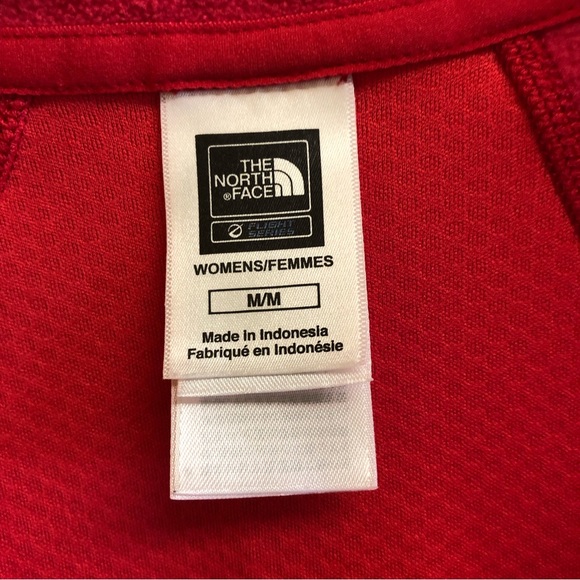 THE
NORTH
®FACE
FLIGHT
SERIES
WOMENS/FEMMES
M/M
Made in Indonesia
Fabriqué en Indonésie